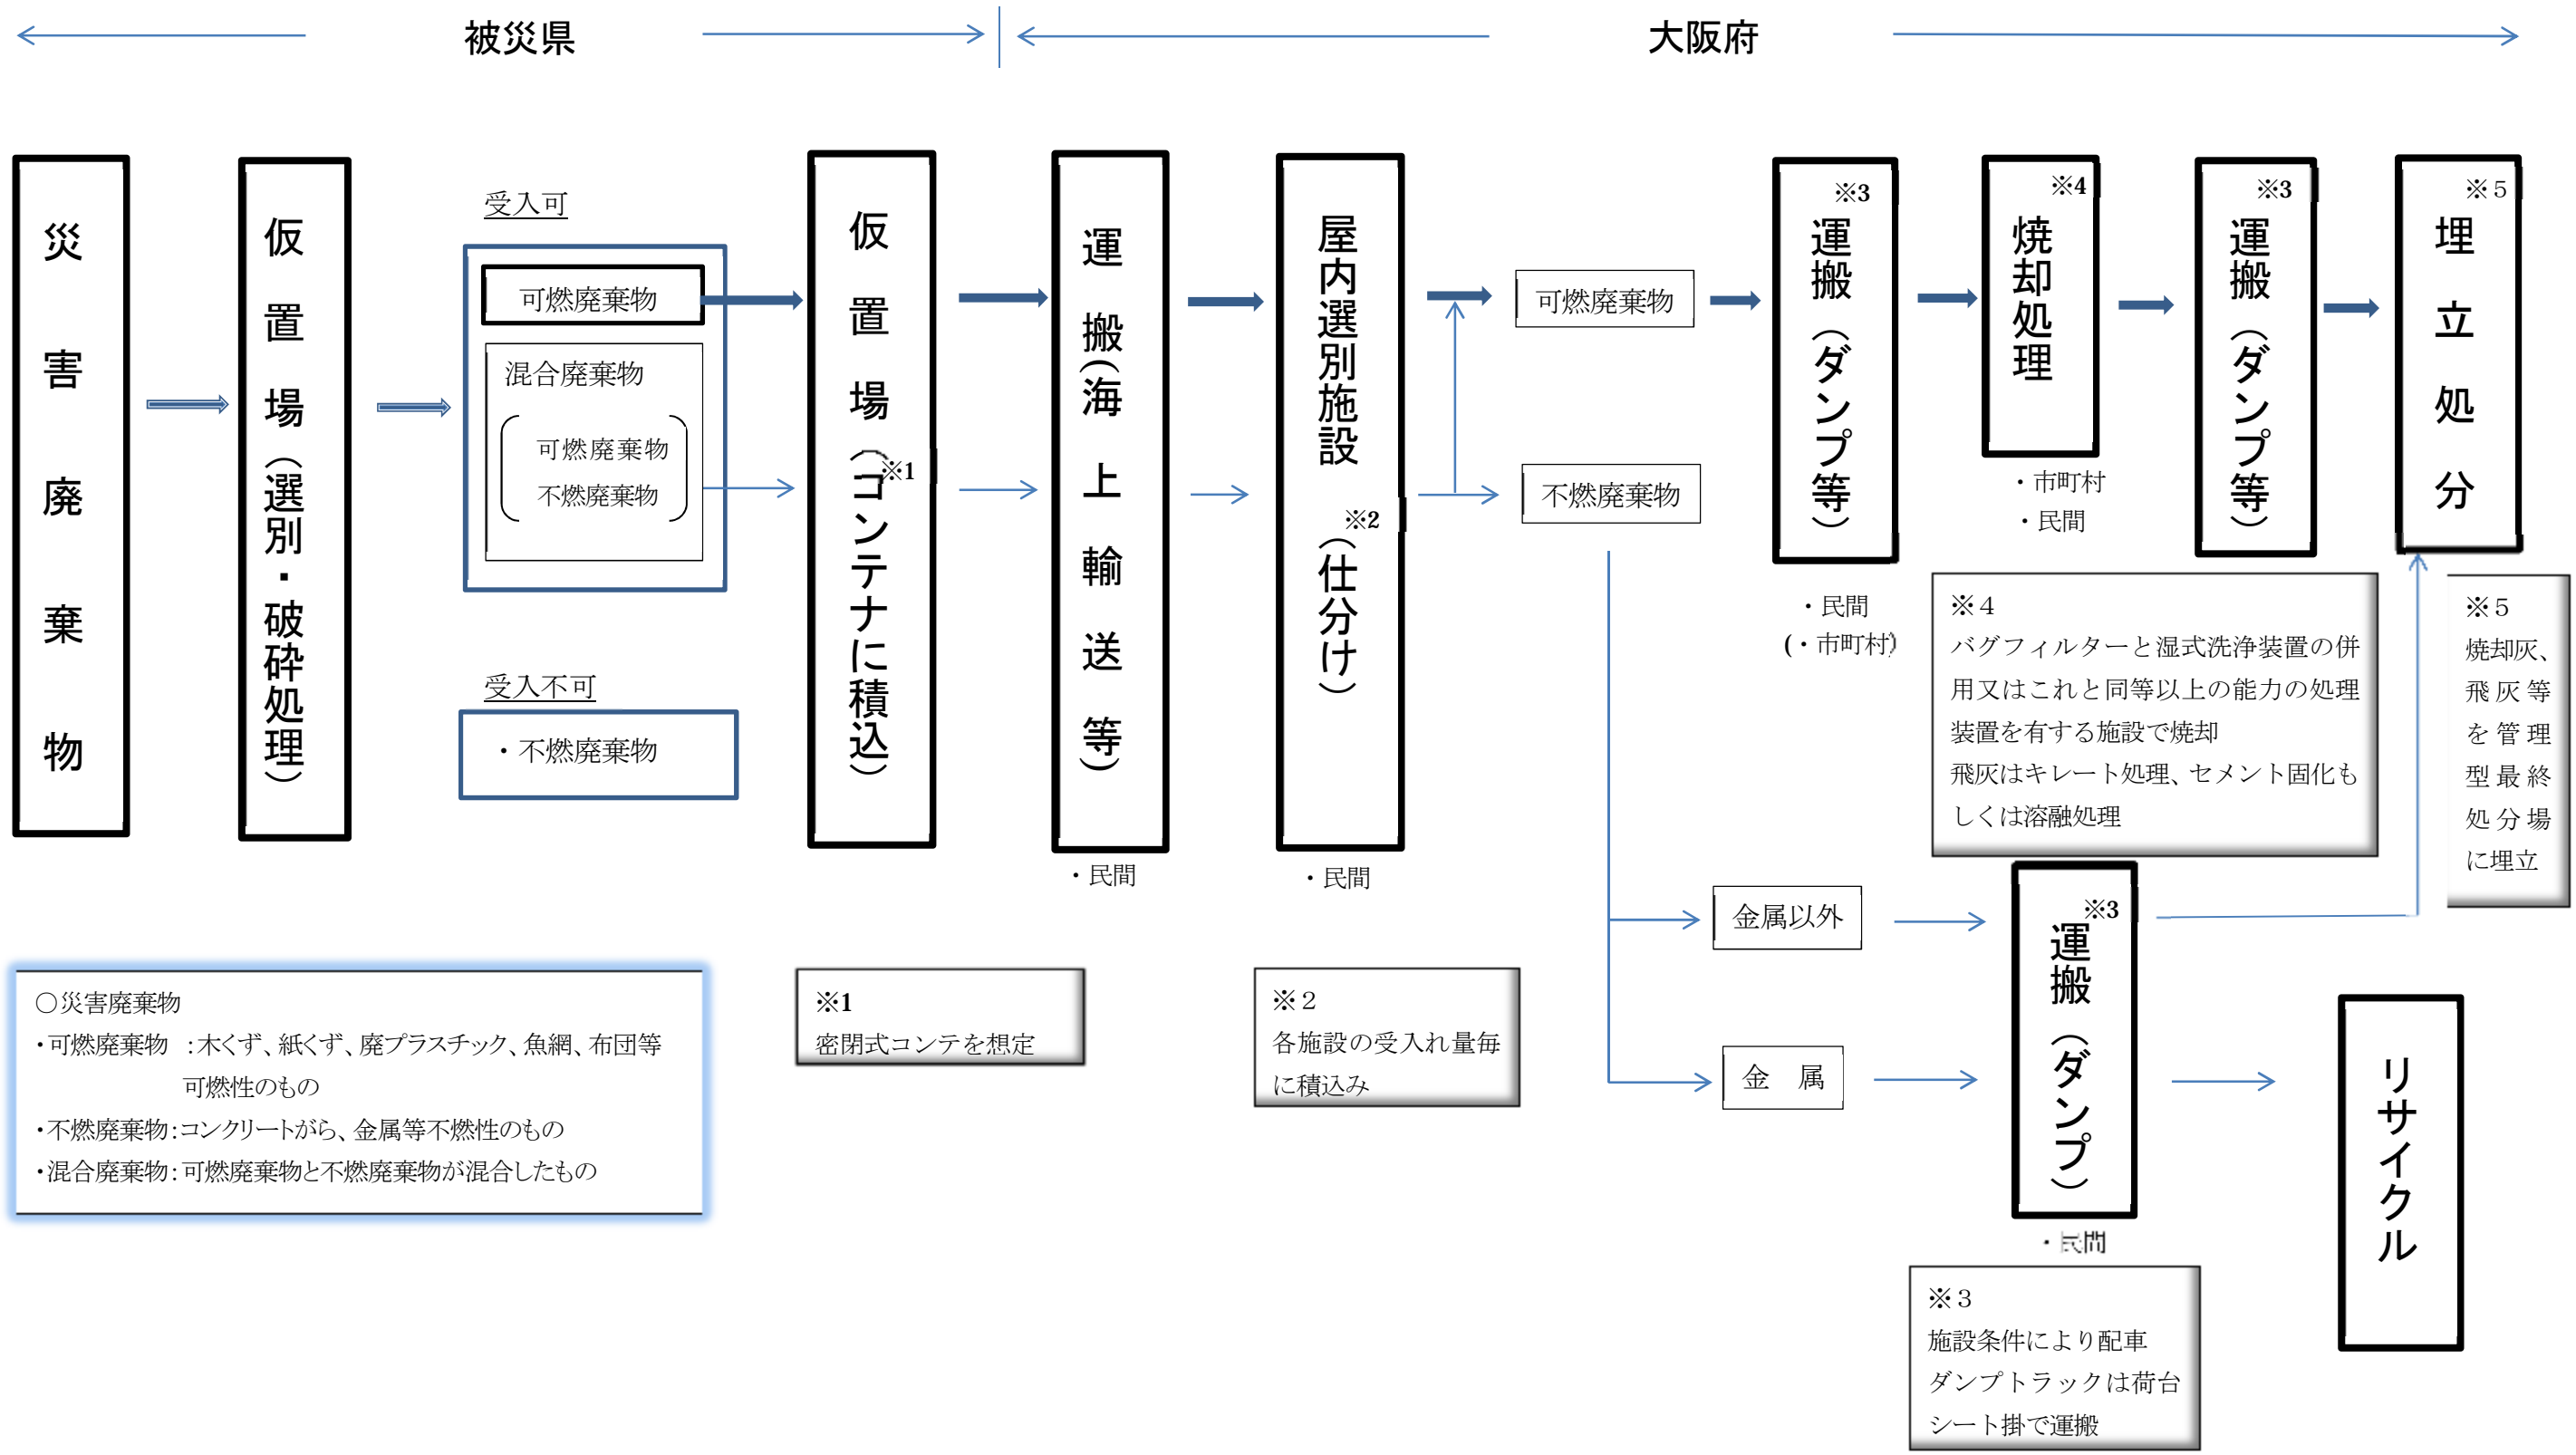 被災県
大阪府
災害廃棄物
仮置場（選別・破砕処理）
受入可
可燃廃棄物
混合廃棄物
可燃廃棄物
不燃廃棄物
受入不可
・不燃廃棄物
仮置場（コンテナに積込）
※1
運搬（海上輸送等）
・民間
屋内選別施設（仕分け）
※2
・民間
可燃廃棄物
不燃廃棄物
※3
運搬（ダンプ等）
・民間
(・市町村)
※4
焼却処理
・市町村
・民間
※3
運搬（ダンプ等）
※５
埋立処分
※４
バグフィルターと湿式洗浄装置の併
用又はこれと同等以上の能力の処理
装置を有する施設で焼却
飛灰はキレート処理、セメント固化も
しくは溶融処理
※５
焼却灰、
飛灰等
を管理
型最終
処分場
に埋立
金属以外
金　属
※3
運搬（ダンプ）
・民間
リサイクル
○災害廃棄物
・可燃廃棄物　：木くず、紙くず、廃プラスチック、魚網、布団等
可燃性のもの
・不燃廃棄物：コンクリートがら、金属等不燃性のもの
・混合廃棄物：可燃廃棄物と不燃廃棄物が混合したもの
※1
密閉式コンテを想定
※２
各施設の受入れ量毎
に積込み
※３
施設条件により配車
ダンプトラックは荷台
シート掛で運搬